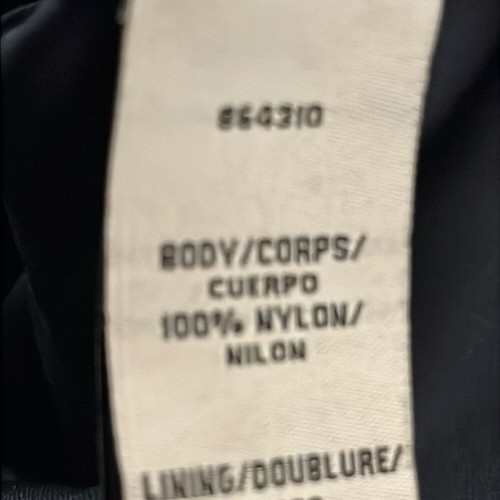 864310
BODY/CORPS/
CUERPO
100% NYLON/
NILON
LINING/DOUBLURE/